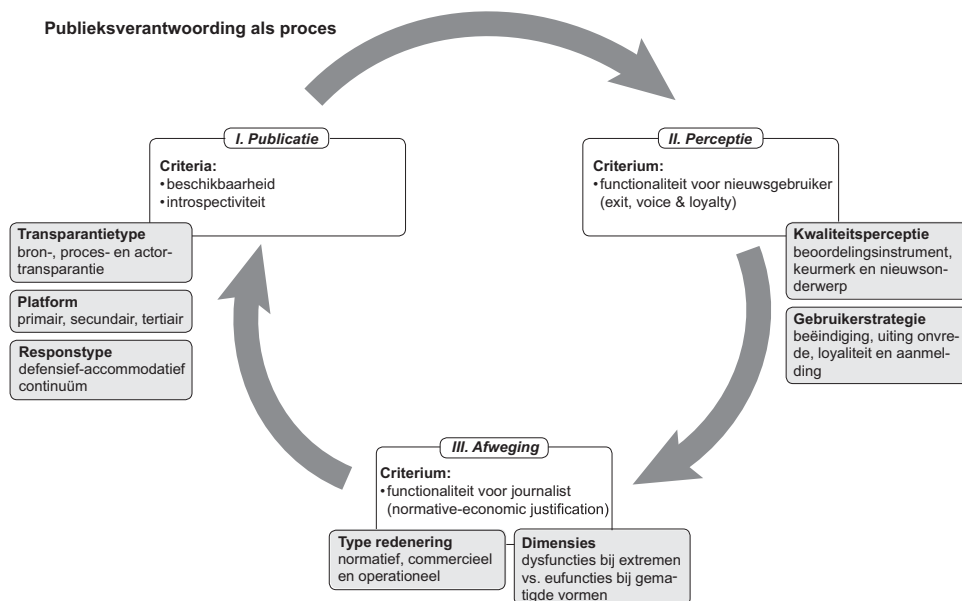 Publieksverantwoording als proces
I. Publicatie
Criteria:
•beschikbaarheid
•introspectiviteit
Transparantietype
bron-, proces- en actor-
transparantie
Platform
primair, secundair, tertiair
Responstype
defensief-accommodatief
continuüm
II. Perceptie
Criterium:
•functionaliteit voor nieuwsgebruiker
(exit, voice & loyalty)
Kwaliteitsperceptie
beoordelingsinstrument,
keurmerk en nieuwson-
derwerp
Gebruikerstrategie
beëindiging, uiting onvre-
de, loyaliteit en aanmel-
ding
III. Afweging
Criterium:
•functionaliteit voor journalist
(normative-economic justification)
Type redenering
normatief, commercieel
en operationeel
Dimensies
dysfuncties bij extremen
vs. eufuncties bij gema-
tigde vormen